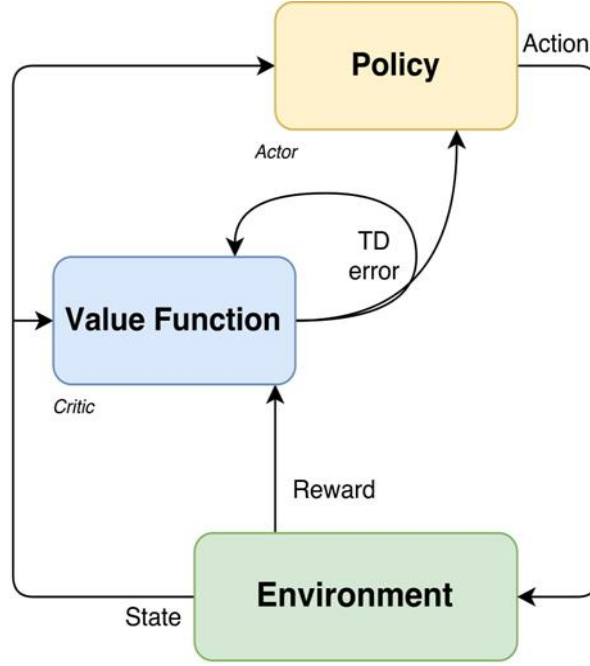 Policy
Action
Actor
TD
error
Value Function
Critic
Reward
Environment
State